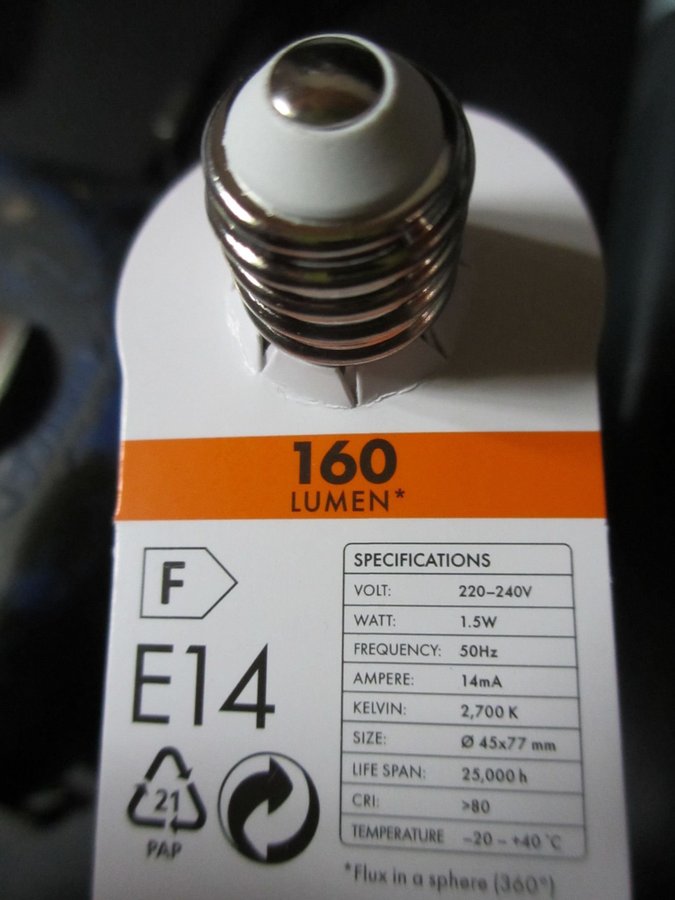 160
LUMEN*
F
E14
21
PAP
SPECIFICATIONS
VOLT: 220–240V
WATT: 1.5W
FREQUENCY: 50Hz
AMPERE: 14mA
KELVIN: 2,700 K
SIZE: Ø 45x77 mm
LIFE SPAN: 25,000 h
CRI: >80
TEMPERATURE –20 – +40 °C
*Flux in a sphere (360°)